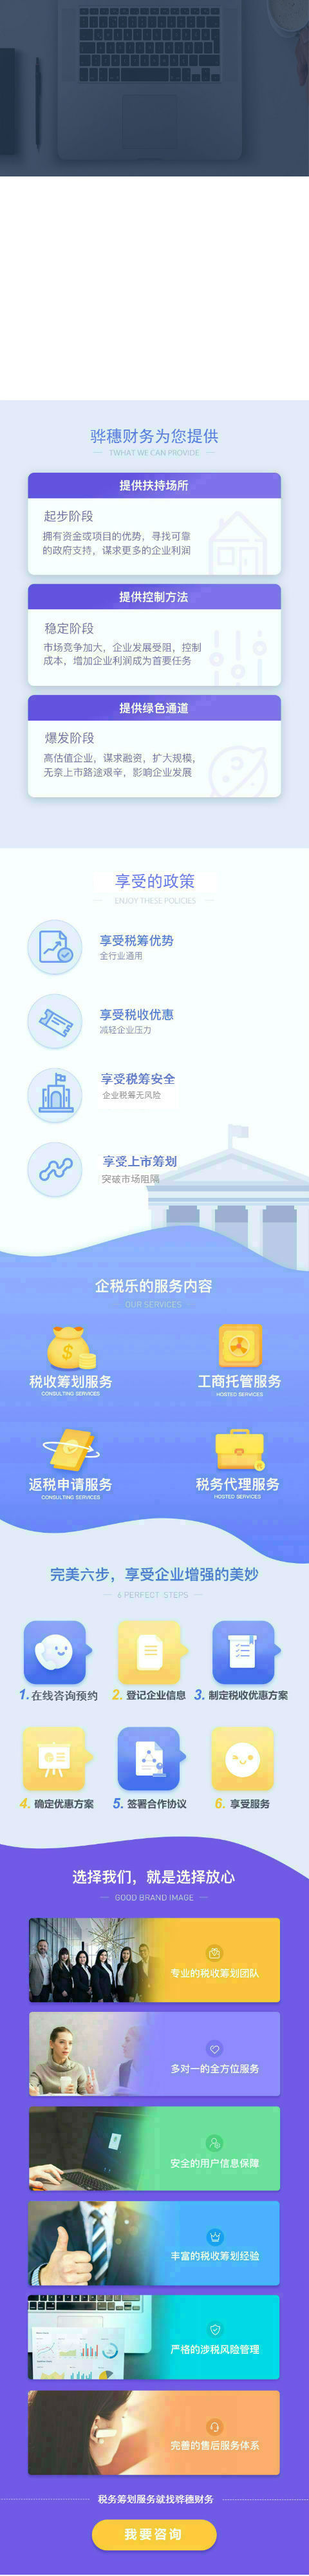 骅穗财务为您提供
TWHAT WE CAN PROVIDE
提供扶持场所
起步阶段
拥有资金或项目的优势，寻找可靠
的政府支持，谋求更多的企业利润
提供控制方法
稳定阶段
市场竞争加大，企业发展受阻，控制
成本，增加企业利润成为首要任务
提供绿色通道
爆发阶段
高估值企业，谋求融资，扩大规模，
无奈上市路途艰辛，影响企业发展
享受的政策
ENJOY THESE POLICIES
享受税筹优势
全行业通用
享受税收优惠
减轻企业压力
享受税筹安全
企业税筹无风险
享受上市筹划
突破市场阻隔
企税乐的服务内容
OUR SERVICES
税收筹划服务
CONSULTING SERVICES
工商托管服务
HOSTED SERVICES
返税申请服务
CONSULTING SERVICES
税务代理服务
HOSTED SERVICES
完美六步，享受企业增强的美妙
6 PERFECT STEPS
1. 在线咨询预约
2. 登记企业信息
3. 制定税收优惠方案
4. 确定优惠方案
5. 签署合作协议
6. 享受服务
选择我们，就是选择放心
GOOD BRAND IMAGE
专业的税收筹划团队
多对一的全方位服务
安全的用户信息保障
丰富的税收筹划经验
严格的涉税风险管理
完善的售后服务体系
税务筹划服务就找骅穗财务
我要咨询